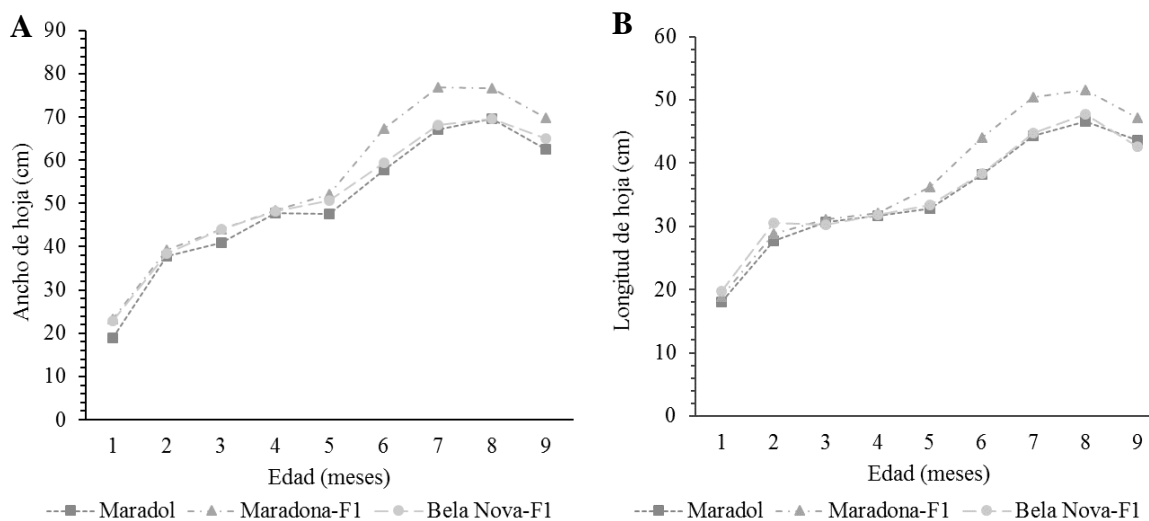 A
90
80
70
60
50
40
30
20
10
0
Ancho de hoja (cm)
1 2 3 4 5 6 7 8 9
Edad (meses)
Maradol Maradona-F1 Bela Nova-F1
B
60
50
40
30
20
10
0
Longitud de hoja (cm)
1 2 3 4 5 6 7 8 9
Edad (meses)
Maradol Maradona-F1 Bela Nova-F1